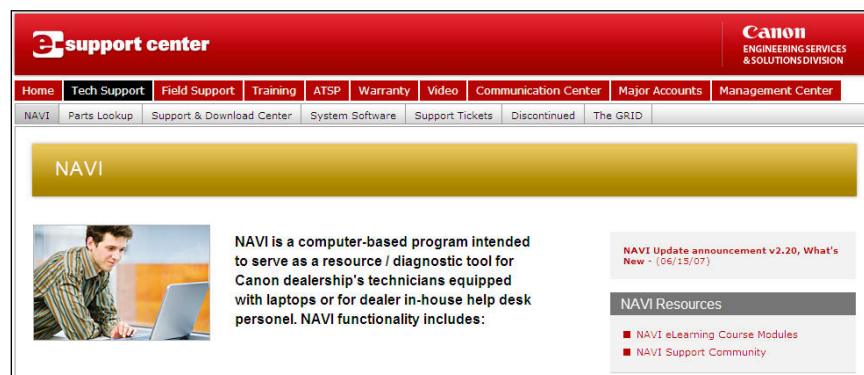 e-support center
Canon
ENGINEERING SERVICES
& SOLUTIONS DIVISION
Home Tech Support Field Support Training ATSP Warranty Video Communication Center Major Accounts Management Center
NAVI Parts Lookup Support & Download Center System Software Support Tickets Discontinued The GRID
NAVI
NAVI is a computer-based program intended
to serve as a resource / diagnostic tool for
Canon dealership's technicians equipped
with laptops or for dealer in-house help desk
personel. NAVI functionality includes:
NAVI Update announcement v2.20, What's
New - (06/15/07)
NAVI Resources
NAVI eLearning Course Modules
NAVI Support Community